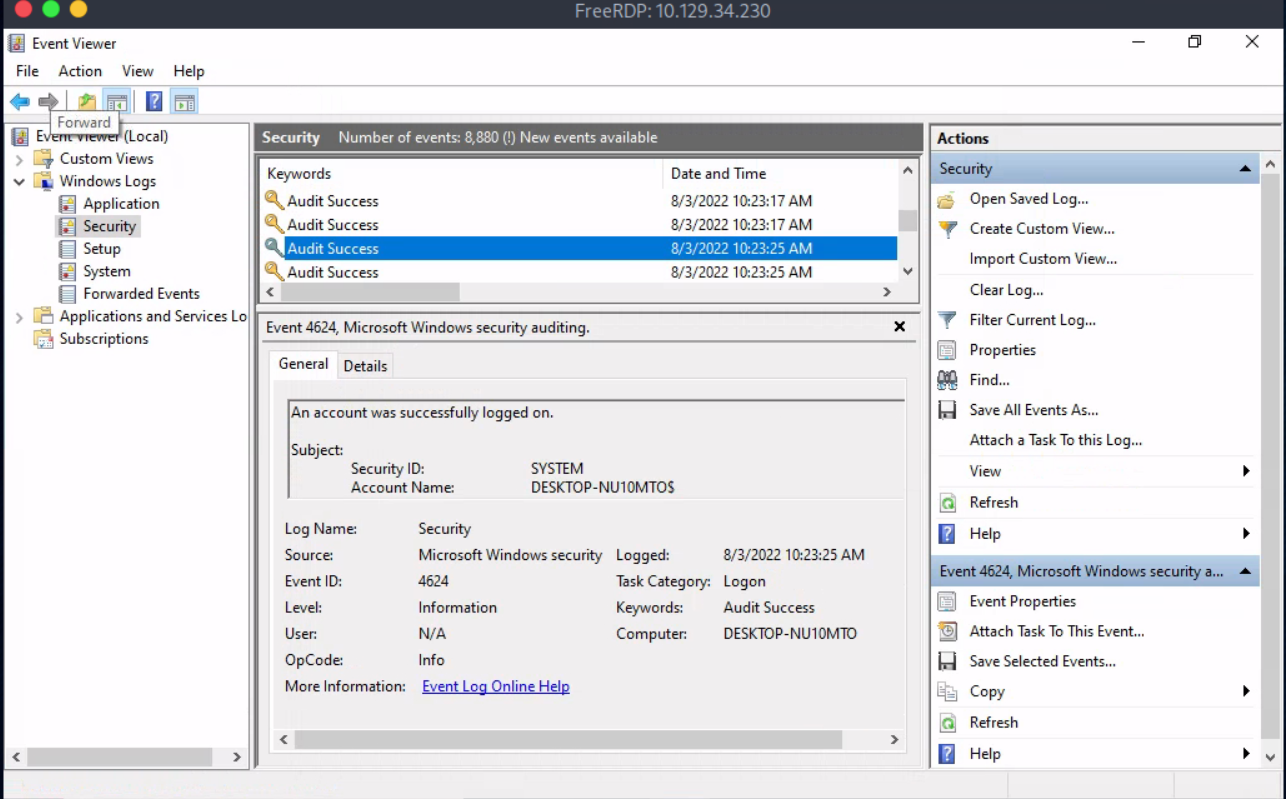 FreeRDP: 10.129.34.230
Event Viewer
File Action View Help
Forward
Event Viewer (Local)
Custom Views
Windows Logs
Application
Security
Setup
System
Forwarded Events
Applications and Services Lo
Subscriptions
Security Number of events: 8,880 (!) New events available
Keywords Date and Time
Audit Success 8/3/2022 10:23:17 AM
Audit Success 8/3/2022 10:23:17 AM
Audit Success 8/3/2022 10:23:25 AM
Audit Success 8/3/2022 10:23:25 AM
Event 4624, Microsoft Windows security auditing.
General Details
An account was successfully logged on.
Subject:
Security ID: SYSTEM
Account Name: DESKTOP-NU10MTO$
Log Name: Security
Source: Microsoft Windows security Logged: 8/3/2022 10:23:25 AM
Event ID: 4624 Task Category: Logon
Level: Information Keywords: Audit Success
User: N/A Computer: DESKTOP-NU10MTO
OpCode: Info
More Information: Event Log Online Help
Actions
Security
Open Saved Log...
Create Custom View...
Import Custom View...
Clear Log...
Filter Current Log...
Properties
Find...
Save All Events As...
Attach a Task To this Log...
View
Refresh
Help
Event 4624, Microsoft Windows security a...
Event Properties
Attach Task To This Event...
Save Selected Events...
Copy
Refresh
Help